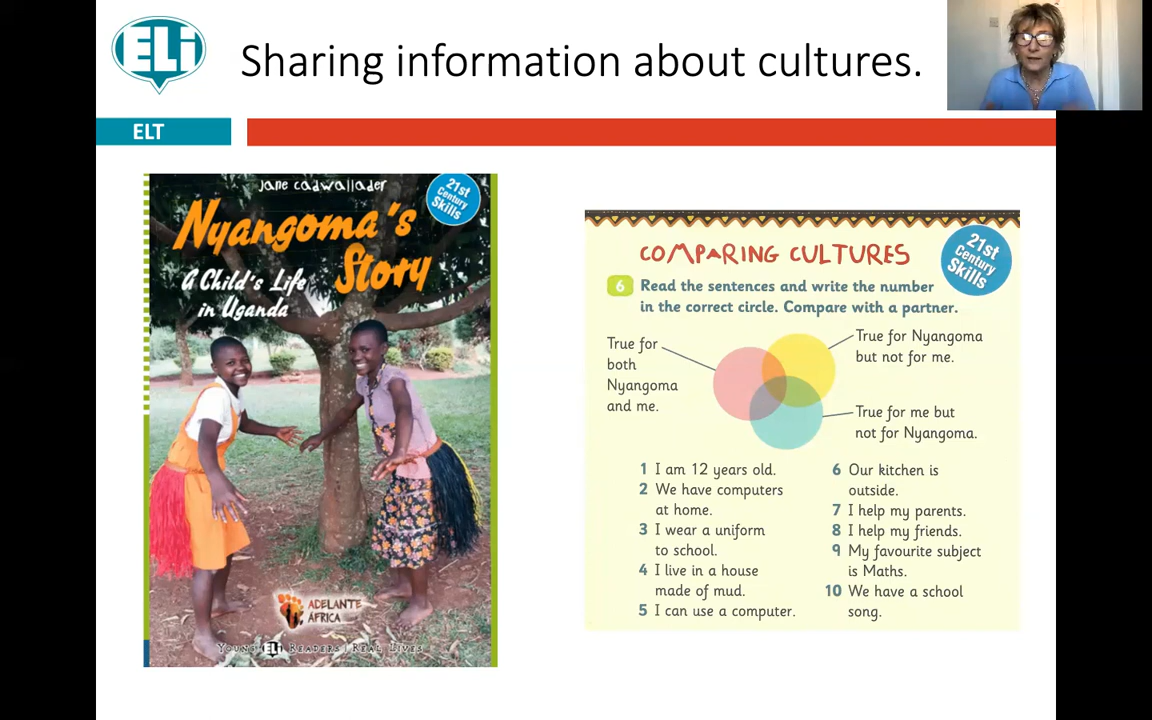 ELi
Sharing information about cultures.
ELT
Jane Cadwallader
21st
Century
Skills
Nyangoma's
Story
A Child's Life
in Uganda
ADELANTE
ÁFRICA
YOUNG ELi READERS REAL LIVES
COMPARING CULTURES
21st
Century
Skills
6 Read the sentences and write the number
in the correct circle. Compare with a partner.
True for
both
Nyangoma
and me.
True for Nyangoma
but not for me.
True for me but
not for Nyangoma.
1 I am 12 years old.
2 We have computers
at home.
3 I wear a uniform
to school.
4 I live in a house
made of mud.
5 I can use a computer.
6 Our kitchen is
outside.
7 I help my parents.
8 I help my friends.
9 My favourite subject
is Maths.
10 We have a school
song.